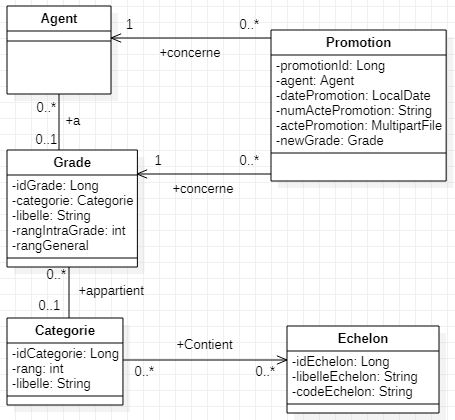 Agent
1
0..*
+concerne
Promotion
-promotionId: Long
-agent: Agent
-datePromotion: LocalDate
-numActePromotion: String
-actePromotion: MultipartFile
-newGrade: Grade
0..*
+a
0..1
Grade
-idGrade: Long
-categorie: Categorie
-libelle: String
-rangIntraGrade: int
-rangGeneral
1
0..*
+concerne
0..*
+appartient
0..1
Categorie
-idCategorie: Long
-rang: int
-libelle: String
+Contient
0..*
0..*
Echelon
-idEchelon: Long
-libelleEchelon: String
-codeEchelon: String